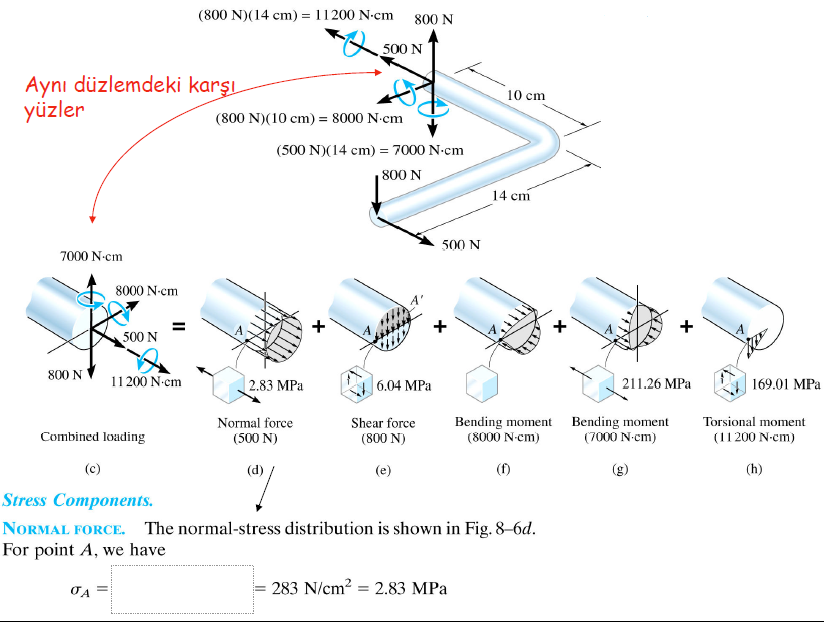 (800 N)(14 cm) = 11200 N·cm
800 N
500 N
Aynı düzlemdeki karşı
yüzler
10 cm
(800 N)(10 cm) = 8000 N·cm
(500 N)(14 cm) = 7000 N·cm
800 N
14 cm
500 N
7000 N·cm
8000 N·cm
500 N
800 N
11200 N·cm
=
A
2.83 MPa
+
A′
A
6.04 MPa
+
A
+
A
211.26 MPa
+
A
169.01 MPa
Combined loading
Normal force
(500 N)
Shear force
(800 N)
Bending moment
(8000 N·cm)
Bending moment
(7000 N·cm)
Torsional moment
(11200 N·cm)
(c)
(d)
(e)
(f)
(g)
(h)
Stress Components.
NORMAL FORCE. The normal-stress distribution is shown in Fig. 8–6d.
For point A, we have
σA = = 283 N/cm² = 2.83 MPa